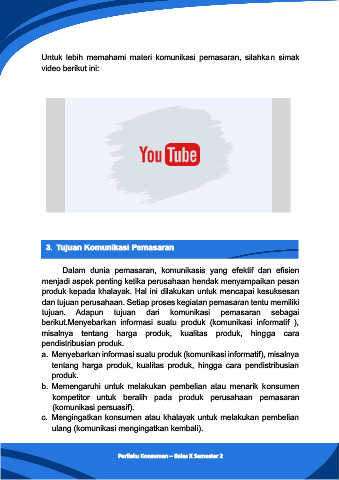 Untuk lebih memahami materi komunikasi pemasaran, silahkan simak
video berikut ini:
YouTube
3. Tujuan Komunikasi Pemasaran
Dalam dunia pemasaran, komunikasis yang efektif dan efisien
menjadi aspek penting ketika perusahaan hendak menyampaikan pesan
produk kepada khalayak. Hal ini dilakukan untuk mencapai kesuksesan
dan tujuan perusahaan. Setiap proses kegiatan pemasaran tentu memiliki
tujuan. Adapun tujuan dari komunikasi pemasaran sebagai
berikut.Menyebarkan informasi suatu produk (komunikasi informatif ),
misalnya tentang harga produk, kualitas produk, hingga cara
pendistribusian produk.
a. Menyebarkan informasi suatu produk (komunikasi informatif), misalnya
tentang harga produk, kualitas produk, hingga cara pendistribusian
produk.
b. Memengaruhi untuk melakukan pembelian atau menarik konsumen
kompetitor untuk beralih pada produk perusahaan pemasaran
(komunikasi persuasif).
c. Mengingatkan konsumen atau khalayak untuk melakukan pembelian
ulang (komunikasi mengingatkan kembali).
Perilaku Konsumen – Kelas X Semester 2